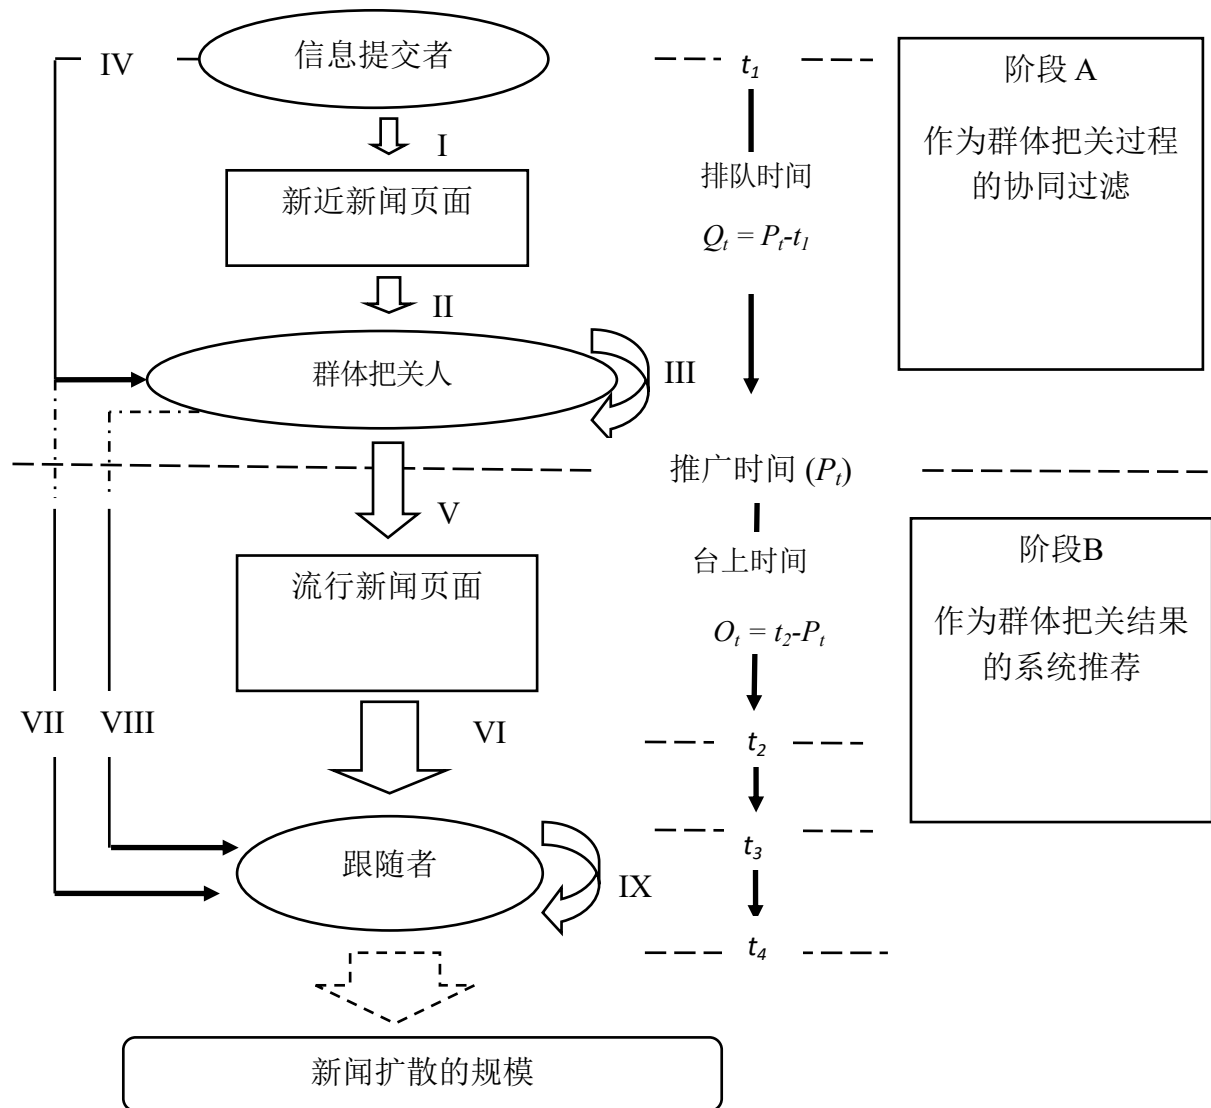 IV
信息提交者
t1
阶段 A
作为群体把关过程
的协同过滤
I
新近新闻页面
排队时间
Qt = Pt-t1
II
群体把关人
III
推广时间 (Pt)
V
流行新闻页面
台上时间
Ot = t2-Pt
阶段B
作为群体把关结果
的系统推荐
VII
VIII
VI
t2
跟随者
IX
t3
t4
新闻扩散的规模